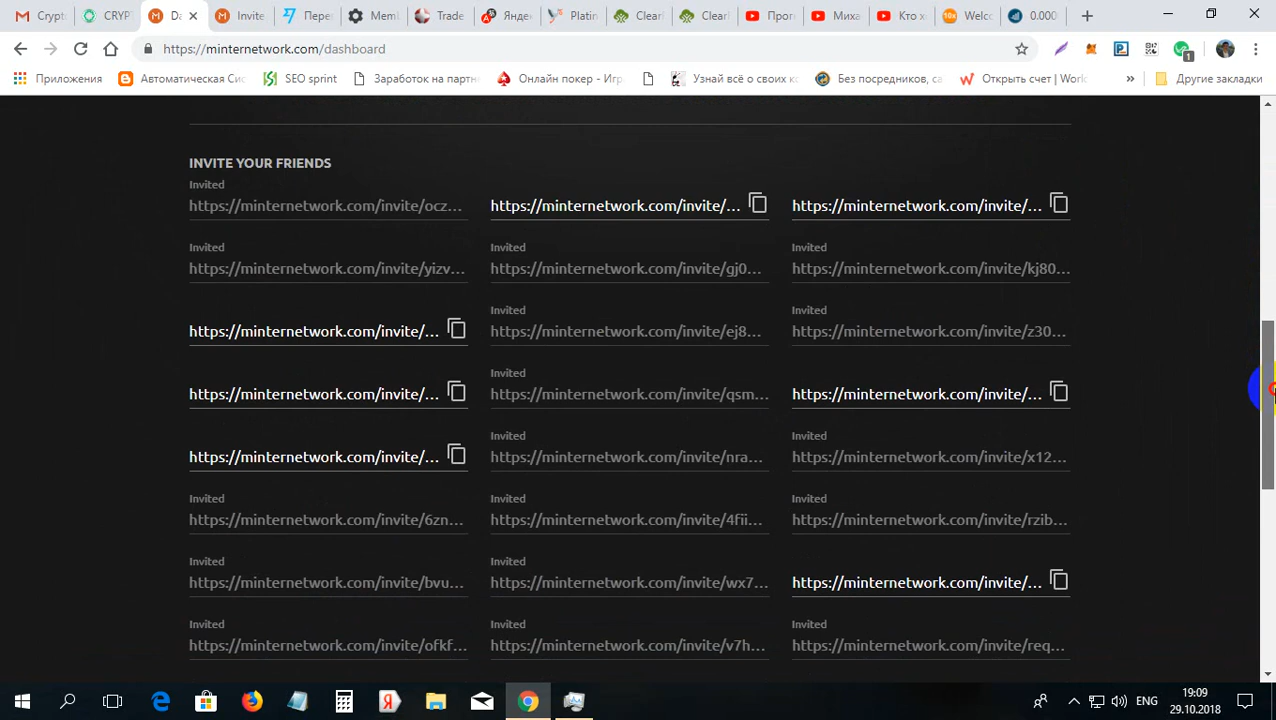 Crypt
CRYP
Da
Invite
Пере
Mem
Trade
Яндек
Platin
Clear
Clear
Прог
Миха
Кто х
Welco
0.000
https://minternetwork.com/dashboard
1
Приложения
Автоматическая Сис
SEO sprint
Заработок на партн
Онлайн покер - Игр
Узнай всё о своих ко
Без посредников, са
Открыть счет | Worl
»
Другие закладки
INVITE YOUR FRIENDS
Invited
https://minternetwork.com/invite/ocz... https://minternetwork.com/invite/... https://minternetwork.com/invite/...
Invited Invited Invited
https://minternetwork.com/invite/yizv... https://minternetwork.com/invite/gj0... https://minternetwork.com/invite/kj80...
Invited Invited
https://minternetwork.com/invite/... https://minternetwork.com/invite/ej8... https://minternetwork.com/invite/z30...
Invited
https://minternetwork.com/invite/... https://minternetwork.com/invite/qsm... https://minternetwork.com/invite/...
Invited Invited
https://minternetwork.com/invite/... https://minternetwork.com/invite/nra... https://minternetwork.com/invite/x12...
Invited Invited Invited
https://minternetwork.com/invite/6zn... https://minternetwork.com/invite/4fii... https://minternetwork.com/invite/rzib...
Invited Invited
https://minternetwork.com/invite/bvu... https://minternetwork.com/invite/wx7... https://minternetwork.com/invite/...
Invited Invited Invited
https://minternetwork.com/invite/ofkf... https://minternetwork.com/invite/v7h... https://minternetwork.com/invite/req...
ENG
19:09
29.10.2018